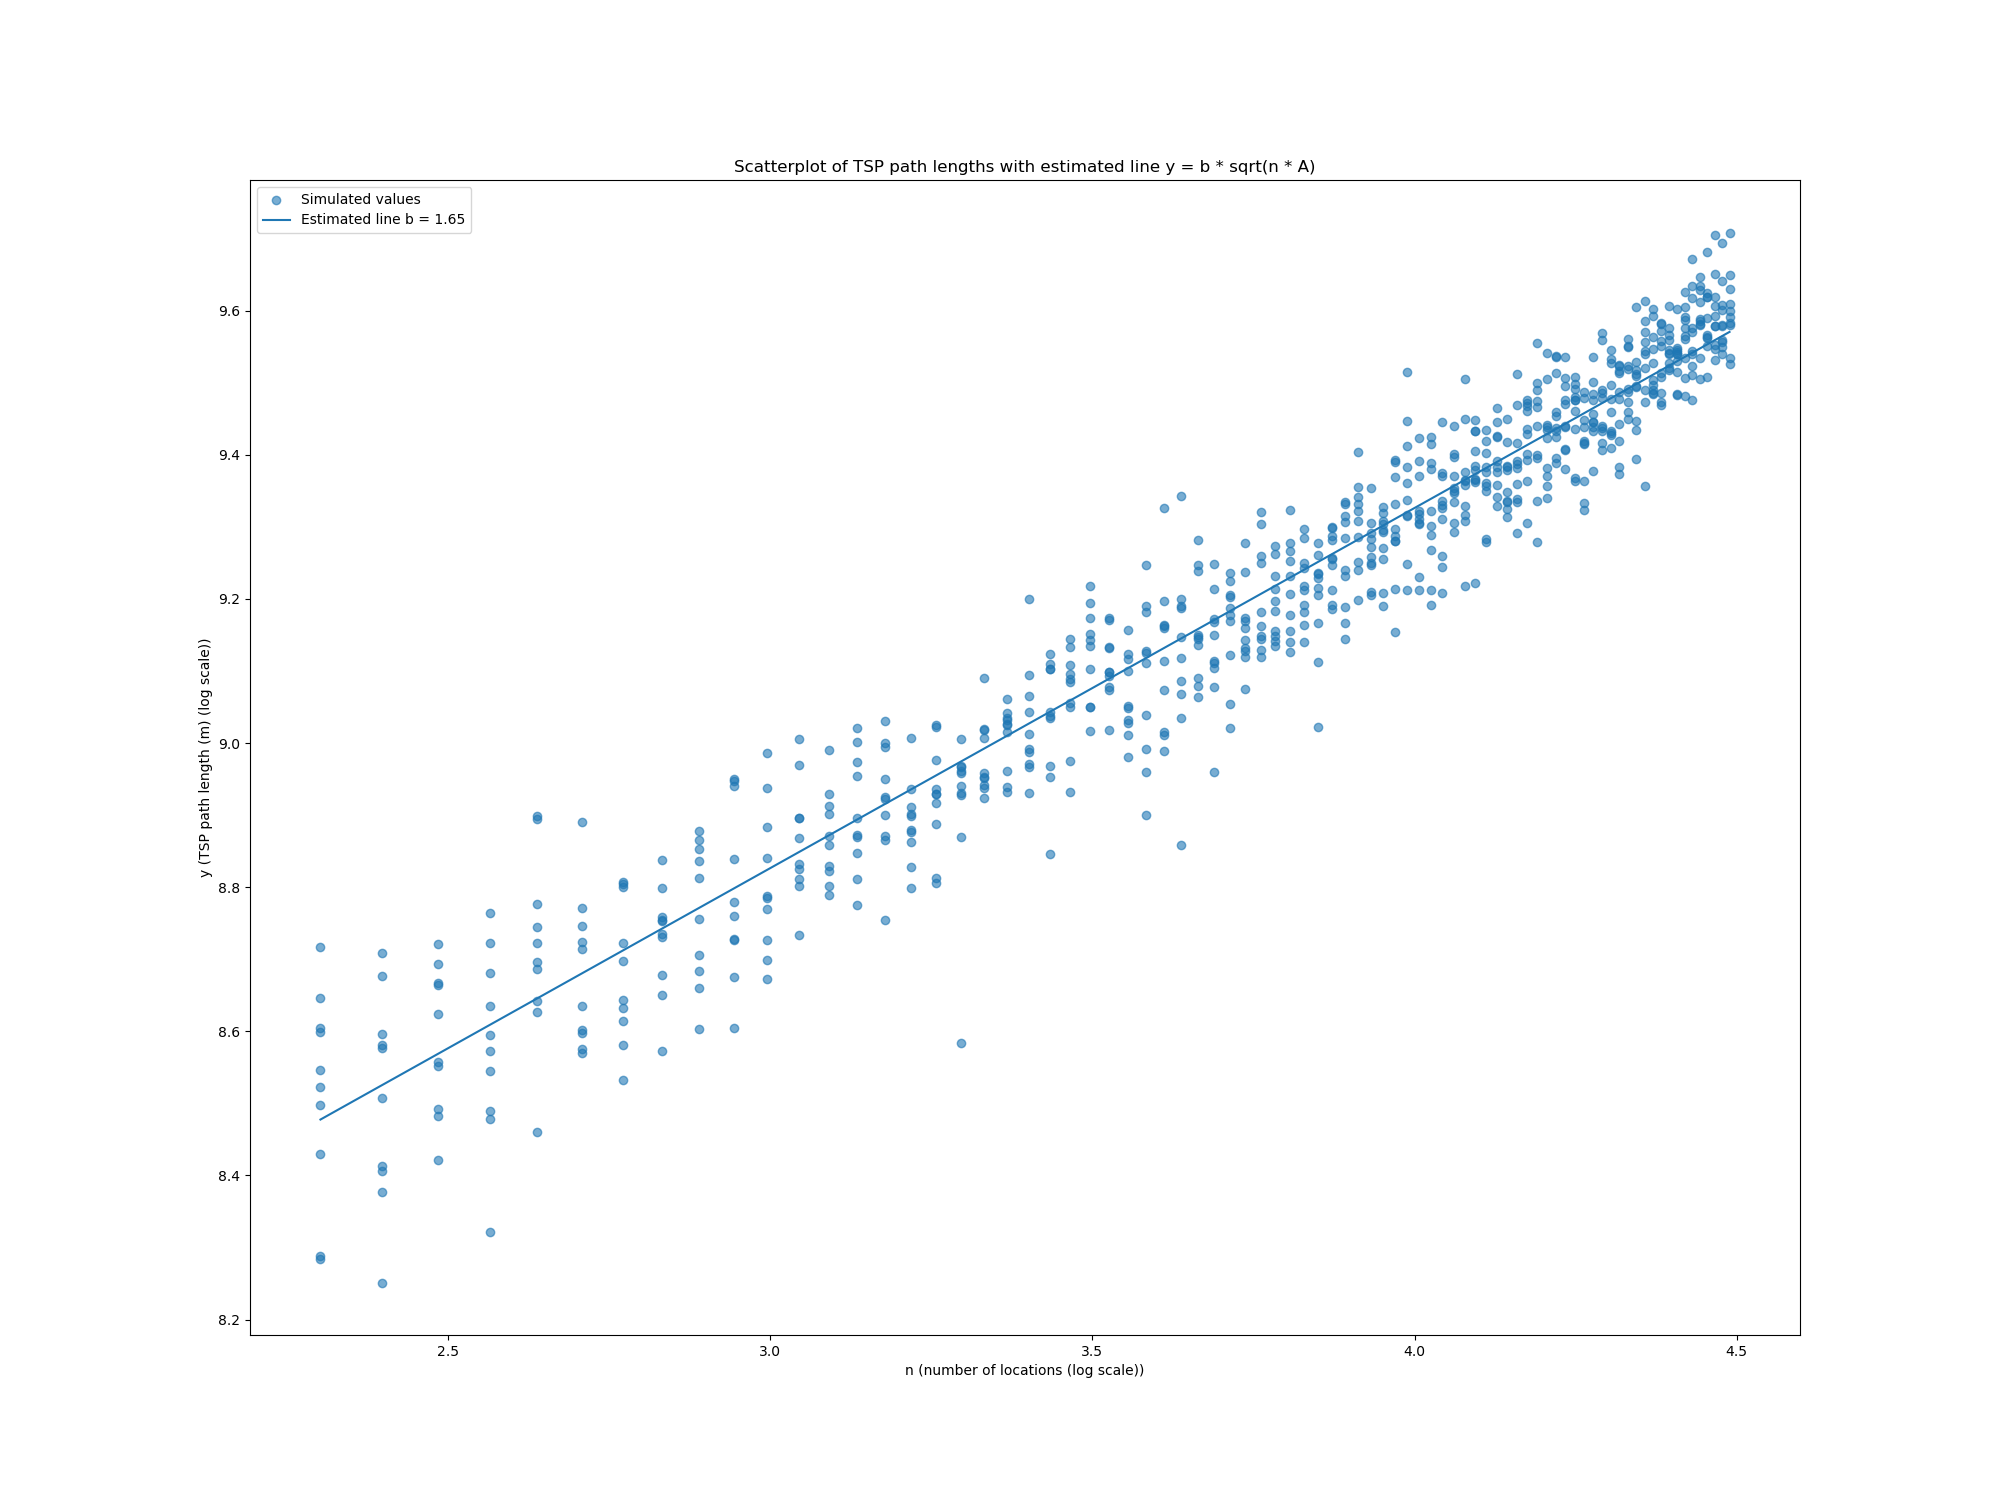 Scatterplot of TSP path lengths with estimated line y = b * sqrt(n * A)
Simulated values
Estimated line b = 1.65
y (TSP path length (m) (log scale))
9.6
9.4
9.2
9.0
8.8
8.6
8.4
8.2
2.5
3.0
3.5
4.0
4.5
n (number of locations (log scale))